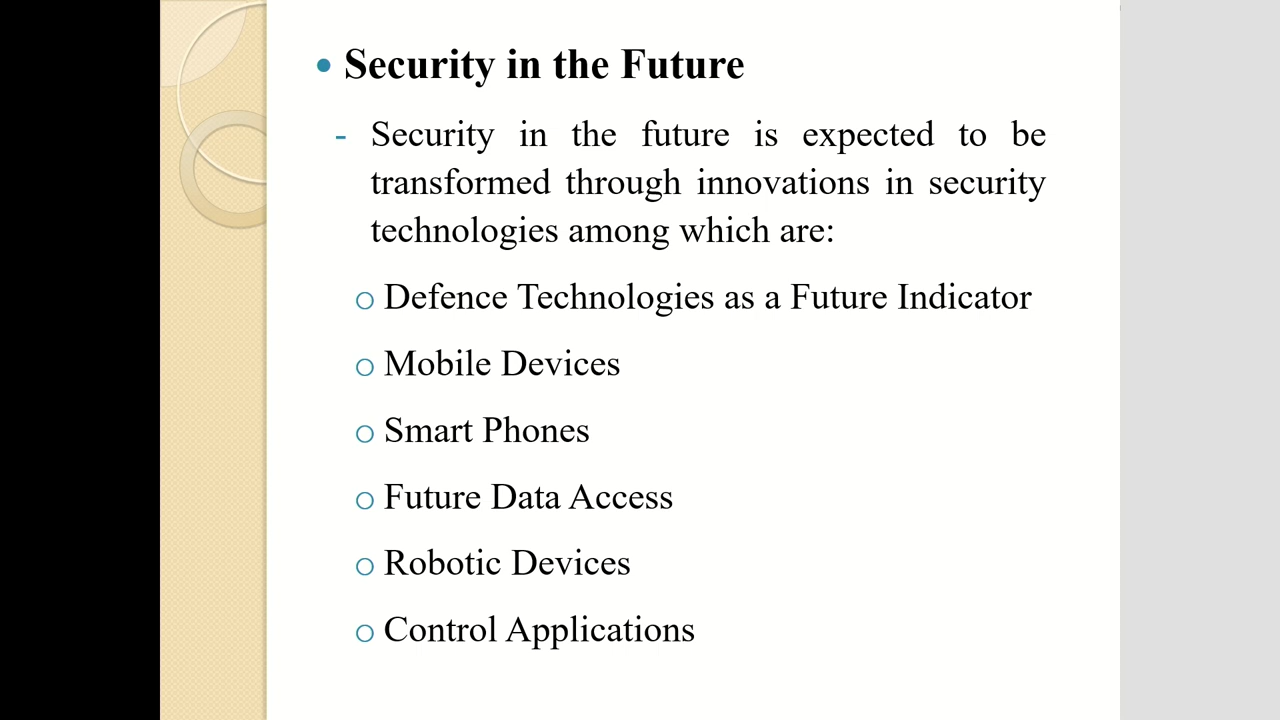 • Security in the Future
- Security in the future is expected to be
transformed through innovations in security
technologies among which are:
o Defence Technologies as a Future Indicator
o Mobile Devices
o Smart Phones
o Future Data Access
o Robotic Devices
o Control Applications